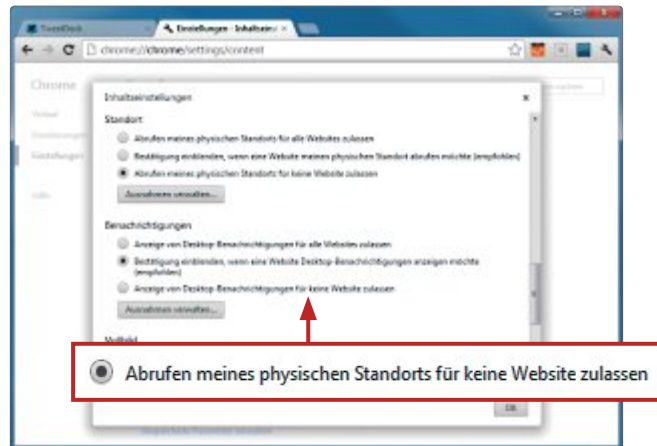 TweetDeck
Einstellungen - Inhaltseins
chrome://chrome/settings/content
Chrome
Verlauf
Einstellungen
Hilfe
Inhaltseinstellungen
Standort
Abrufen meines physischen Standorts für alle Websites zulassen
Bestätigung einblenden, wenn eine Website meinen physischen Standort abrufen möchte (empfohlen)
Abrufen meines physischen Standorts für keine Website zulassen
Ausnahmen verwalten...
Benachrichtigungen
Anzeige von Desktop-Benachrichtigungen für alle Websites zulassen
Bestätigung einblenden, wenn eine Website Desktop-Benachrichtigungen anzeigen möchte
(empfohlen)
Anzeige von Desktop-Benachrichtigungen für keine Website zulassen
Ausnahmen verwalten...
Vollbild
Abrufen meines physischen Standorts für keine Website zulassen
OK